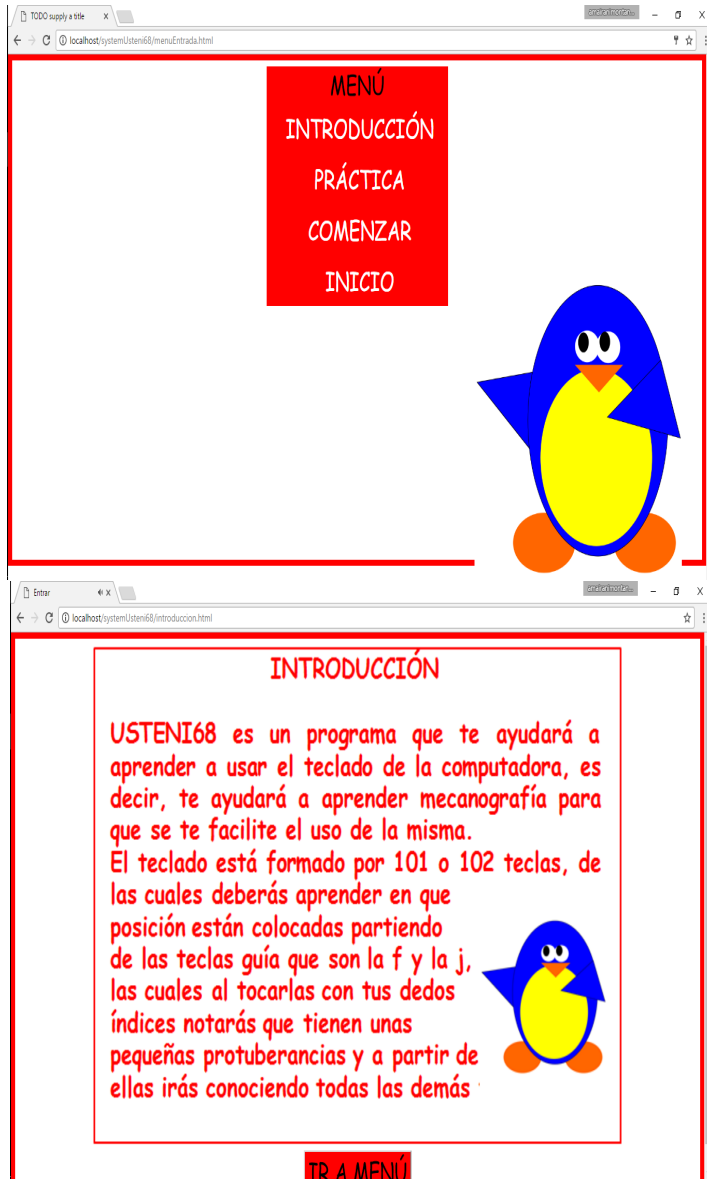 TODO supply a title
localhost/systemUsteni68/menuEntrada.html
MENÚ
INTRODUCCIÓN
PRÁCTICA
COMENZAR
INICIO
Entrar
localhost/systemUsteni68/introduccion.html
INTRODUCCIÓN
USTENI68 es un programa que te ayudará a
aprender a usar el teclado de la computadora, es
decir, te ayudará a aprender mecanografía para
que se te facilite el uso de la misma.
El teclado está formado por 101 o 102 teclas, de
las cuales deberás aprender en que
posición están colocadas partiendo
de las teclas guía que son la f y la j,
las cuales al tocarlas con tus dedos
índices notarás que tienen unas
pequeñas protuberancias y a partir de
ellas irás conociendo todas las demás
IR A MENÚ